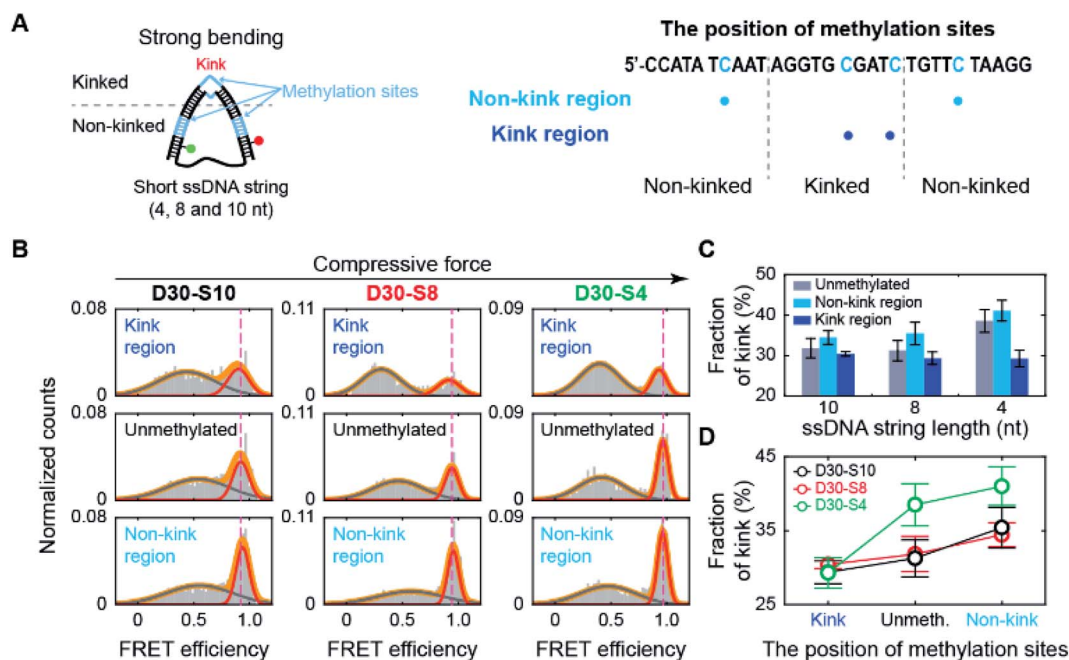 A
Strong bending
Kink
Kinked
Methylation sites
Non-kinked
Short ssDNA string
(4, 8 and 10 nt)
The position of methylation sites
5'-CCATA TCAAT AGGTG CGATC TGTTC TAAGG
Non-kink region
Kink region
Non-kinked Kinked Non-kinked
B
Compressive force
D30-S10 D30-S8 D30-S4
Normalized counts
0.08 0.11 0.09
Kink region Kink region Kink region
0 0 0
0.08 0.11 0.09
Unmethylated Unmethylated Unmethylated
0 0 0
0.08 0.11 0.09
Non-kink region Non-kink region Non-kink region
0 0 0
0 0.5 1.0 0 0.5 1.0 0 0.5 1.0
FRET efficiency FRET efficiency FRET efficiency
C
Fraction of kink (%)
50
40
30
20
Unmethylated
Non-kink region
Kink region
10 8 4
ssDNA string length (nt)
D
Fraction of kink (%)
45
35
25
D30-S10
D30-S8
D30-S4
Kink Unmeth. Non-kink
The position of methylation sites